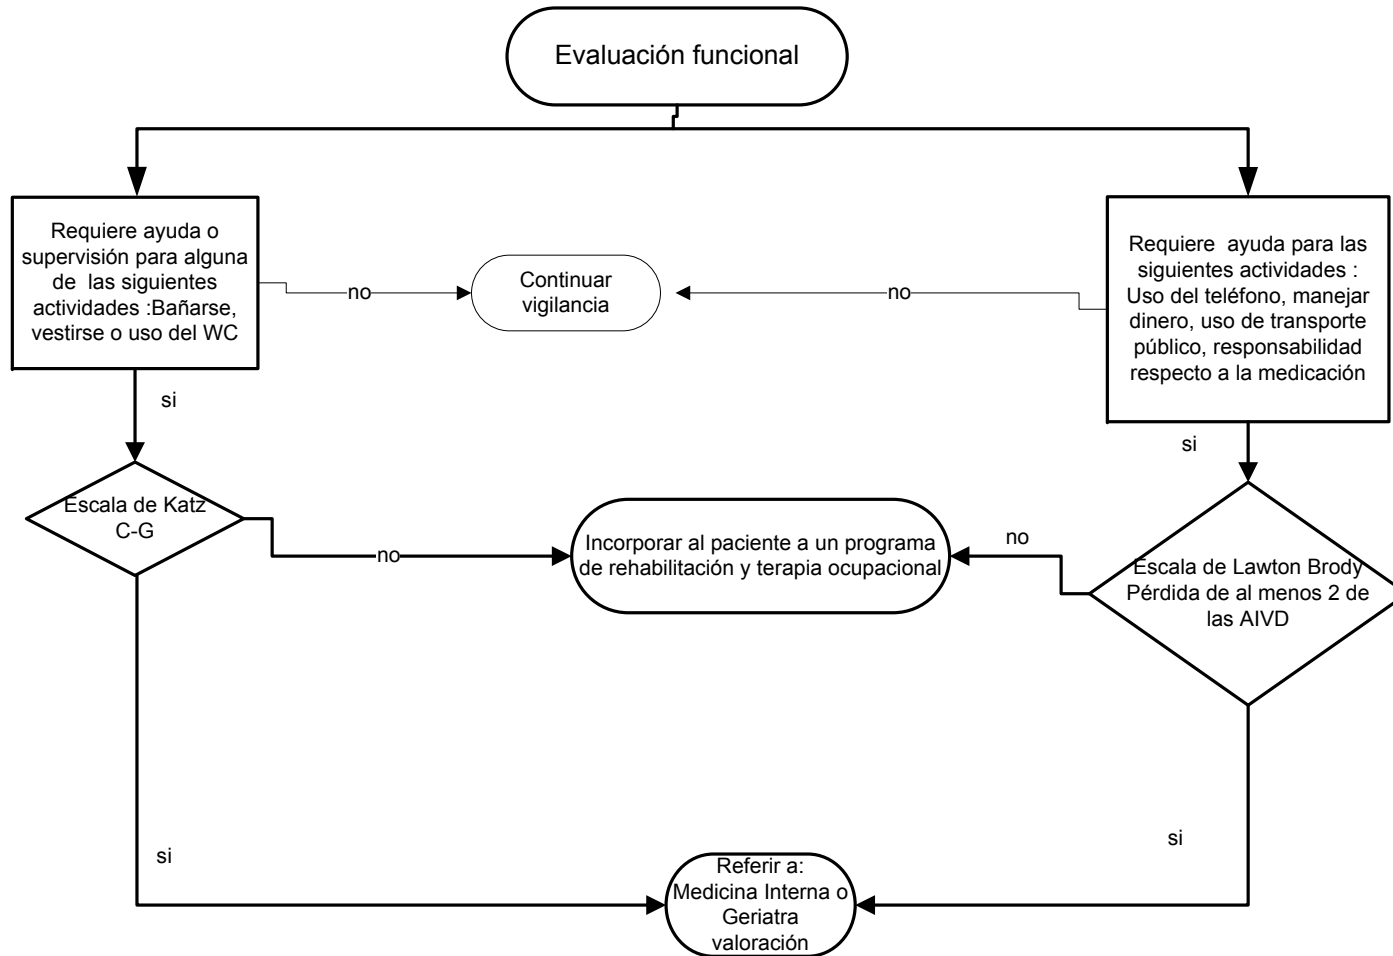 Evaluación funcional
Requiere ayuda o
supervisión para alguna
de las siguientes
actividades :Bañarse,
vestirse o uso del WC
no
Continuar
vigilancia
no
Requiere ayuda para las
siguientes actividades :
Uso del teléfono, manejar
dinero, uso de transporte
público, responsabilidad
respecto a la medicación
si
si
Escala de Katz
C-G
no
Incorporar al paciente a un programa
de rehabilitación y terapia ocupacional
no
Escala de Lawton Brody
Pérdida de al menos 2 de
las AIVD
si
si
Referir a:
Medicina Interna o
Geriatra
valoración